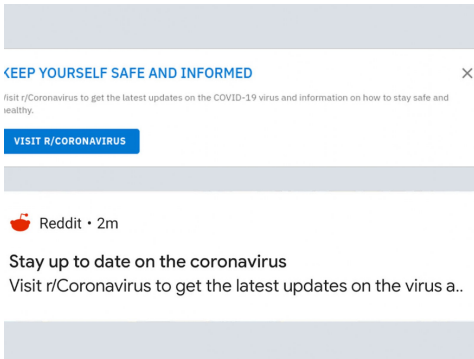 KEEP YOURSELF SAFE AND INFORMED
Visit r/Coronavirus to get the latest updates on the COVID-19 virus and information on how to stay safe and
healthy.
VISIT R/CORONAVIRUS
Reddit • 2m
Stay up to date on the coronavirus
Visit r/Coronavirus to get the latest updates on the virus a..